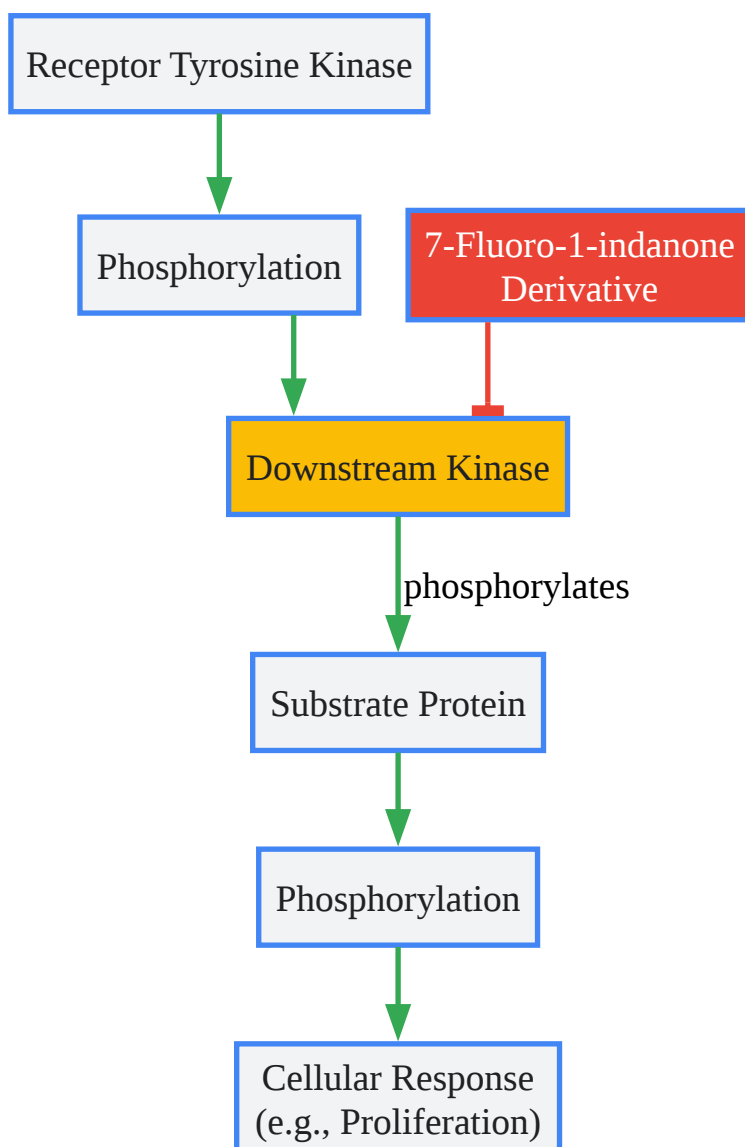 Receptor Tyrosine Kinase
Phosphorylation
7-Fluoro-1-indanone
Derivative
Downstream Kinase
phosphorylates
Substrate Protein
Phosphorylation
Cellular Response
(e.g., Proliferation)